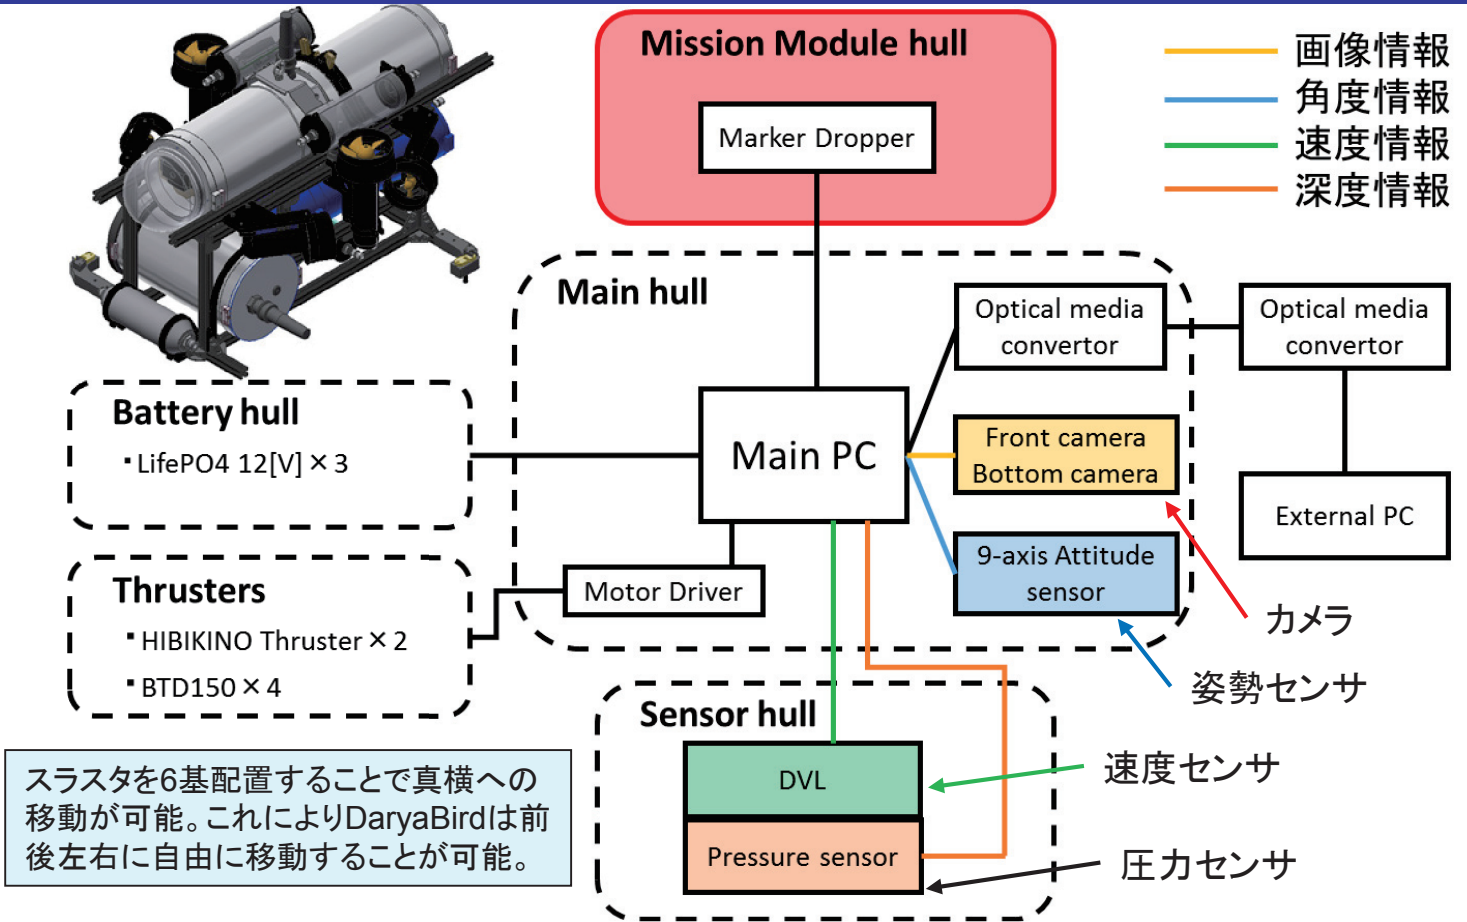 Mission Module hull
Marker Dropper
画像情報
角度情報
速度情報
深度情報
Main hull
Optical media
convertor
Optical media
convertor
Battery hull
・LifePO4 12[V]×3
Main PC
Front camera
Bottom camera
External PC
9-axis Attitude
sensor
Thrusters
・HIBIKINO Thruster×2
・BTD150×4
Motor Driver
カメラ
姿勢センサ
Sensor hull
DVL
速度センサ
Pressure sensor
圧力センサ
スラスタを6基配置することで真横への
移動が可能。これによりDaryaBirdは前
後左右に自由に移動することが可能。